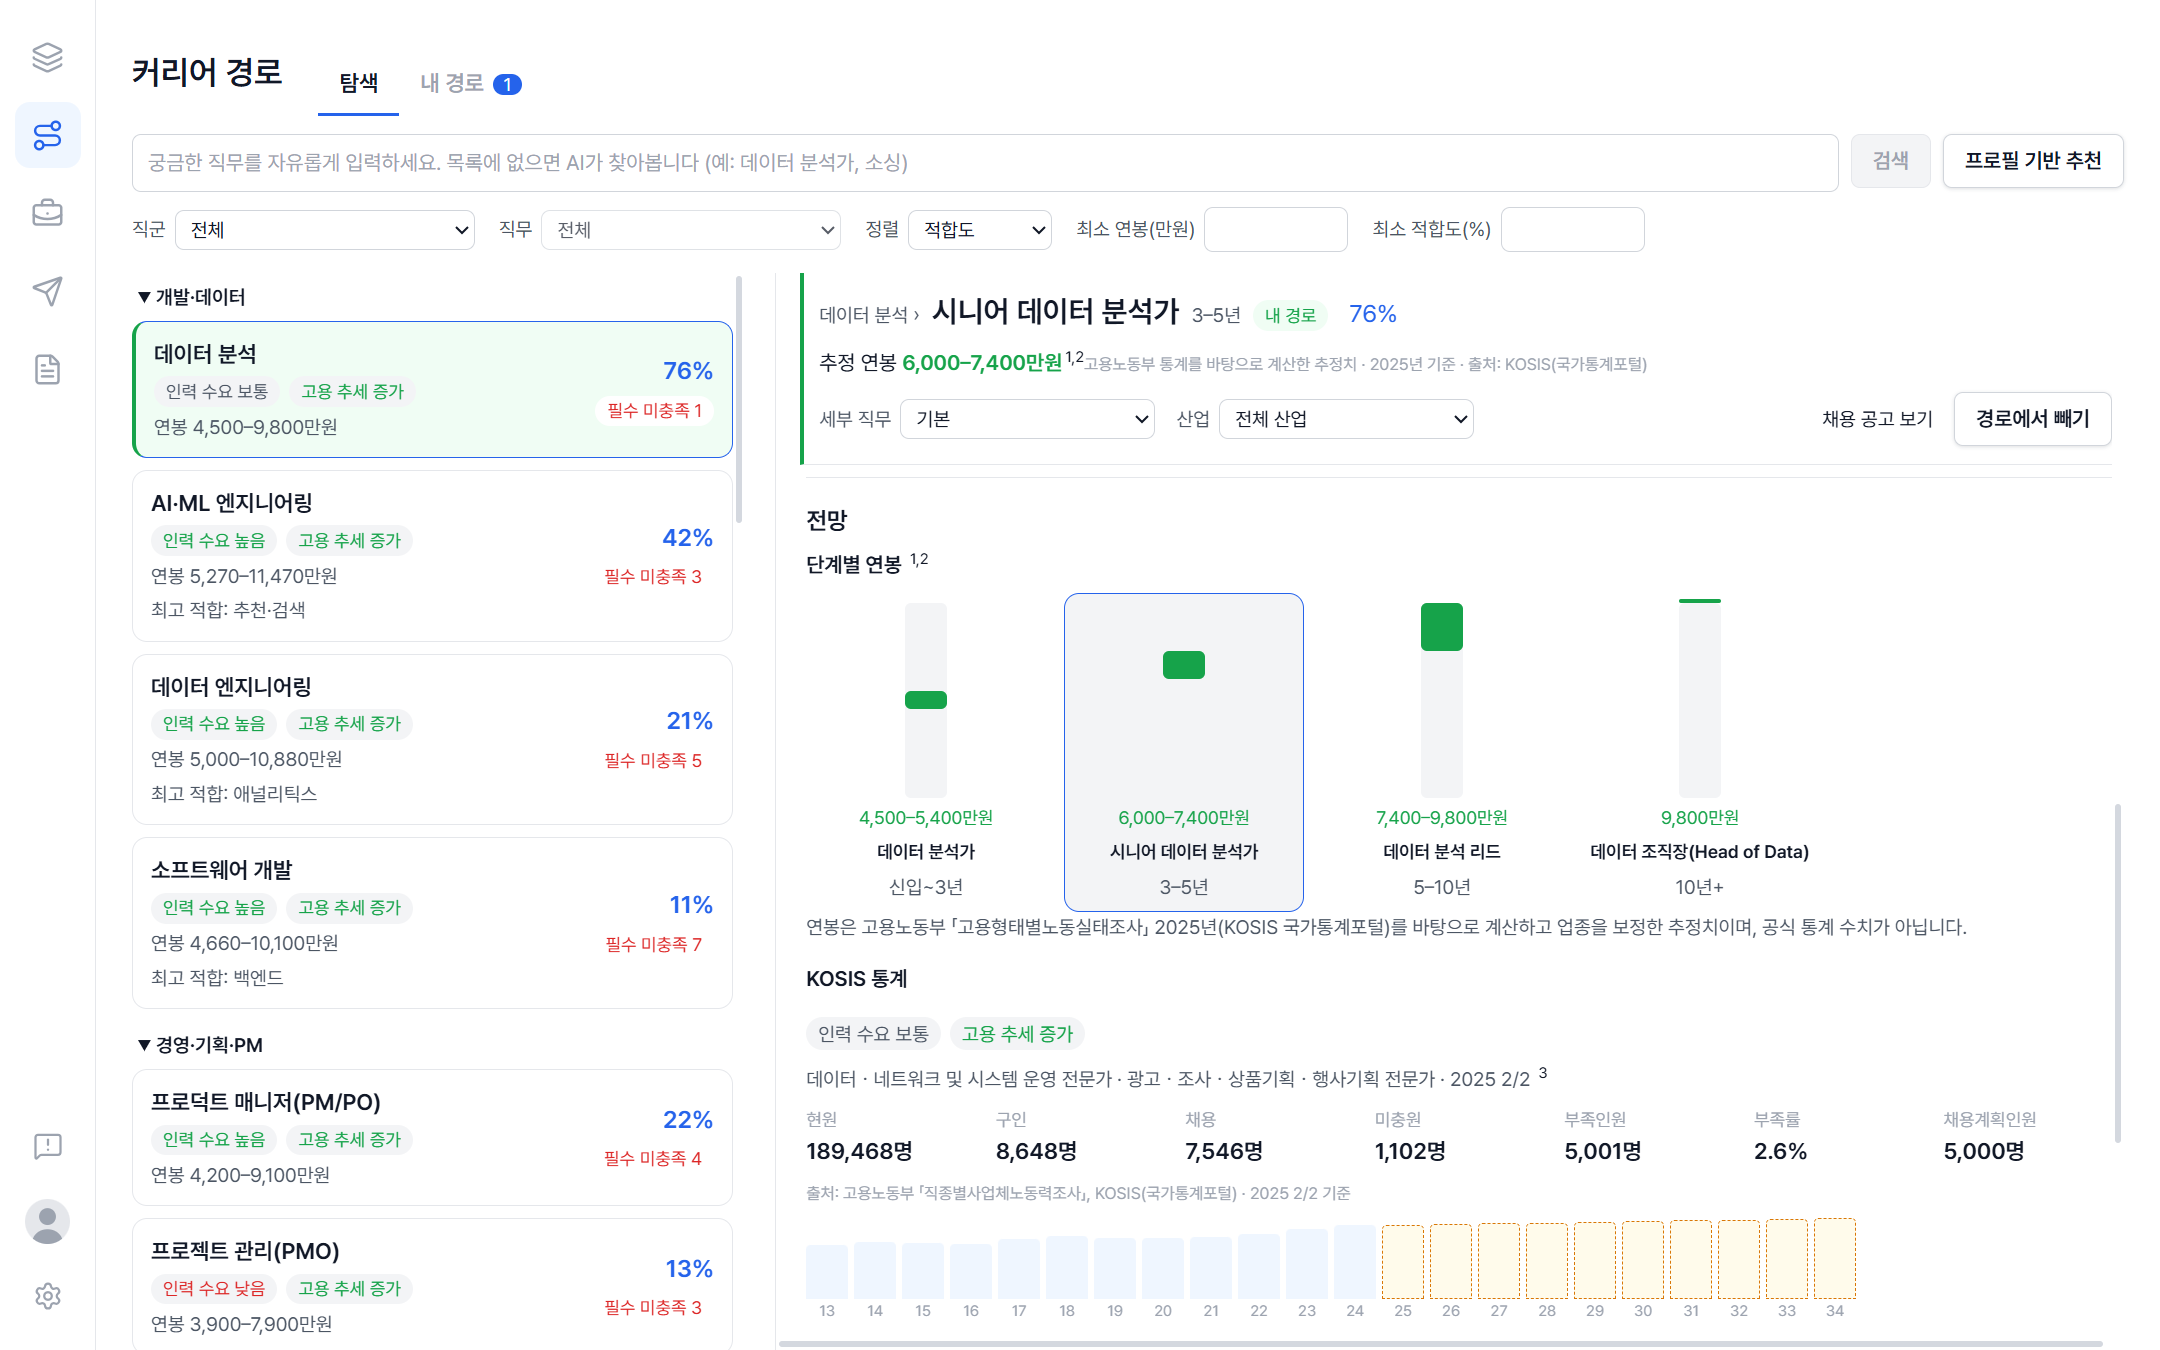 커리어 경로
탐색
내 경로 1
궁금한 직무를 자유롭게 입력하세요. 목록에 없으면 AI가 찾아봅니다 (예: 데이터 분석가, 소싱)
검색
프로필 기반 추천
직군 전체
직무 전체
정렬 적합도
최소 연봉(만원)
최소 적합도(%)
▼ 개발·데이터
데이터 분석
76%
인력 수요 보통 고용 추세 증가
필수 미충족 1
연봉 4,500–9,800만원
AI·ML 엔지니어링
인력 수요 높음 고용 추세 증가
42%
연봉 5,270–11,470만원
필수 미충족 3
최고 적합: 추천·검색
데이터 엔지니어링
인력 수요 높음 고용 추세 증가
21%
연봉 5,000–10,880만원
필수 미충족 5
최고 적합: 애널리틱스
소프트웨어 개발
인력 수요 높음 고용 추세 증가
11%
연봉 4,660–10,100만원
필수 미충족 7
최고 적합: 백엔드
▼ 경영·기획·PM
프로덕트 매니저(PM/PO)
22%
인력 수요 높음 고용 추세 증가
필수 미충족 4
연봉 4,200–9,100만원
프로젝트 관리(PMO)
13%
인력 수요 낮음 고용 추세 증가
필수 미충족 3
연봉 3,900–7,900만원
데이터 분석 › 시니어 데이터 분석가 3–5년 내 경로 76%
추정 연봉 6,000–7,400만원 1,2 고용노동부 통계를 바탕으로 계산한 추정치 · 2025년 기준 · 출처: KOSIS(국가통계포털)
세부 직무 기본
산업 전체 산업
채용 공고 보기
경로에서 빼기
전망
단계별 연봉 1,2
4,500–5,400만원
데이터 분석가
신입~3년
6,000–7,400만원
시니어 데이터 분석가
3–5년
7,400–9,800만원
데이터 분석 리드
5–10년
9,800만원
데이터 조직장(Head of Data)
10년+
연봉은 고용노동부 「고용형태별노동실태조사」 2025년(KOSIS 국가통계포털)를 바탕으로 계산하고 업종을 보정한 추정치이며, 공식 통계 수치가 아닙니다.
KOSIS 통계
인력 수요 보통 고용 추세 증가
데이터 · 네트워크 및 시스템 운영 전문가 · 광고 · 조사 · 상품기획 · 행사기획 전문가 · 2025 2/2 3
현원 구인 채용 미충원 부족인원 부족률 채용계획인원
189,468명 8,648명 7,546명 1,102명 5,001명 2.6% 5,000명
출처: 고용노동부 「직종별사업체노동력조사」, KOSIS(국가통계포털) · 2025 2/2 기준
13 14 15 16 17 18 19 20 21 22 23 24 25 26 27 28 29 30 31 32 33 34